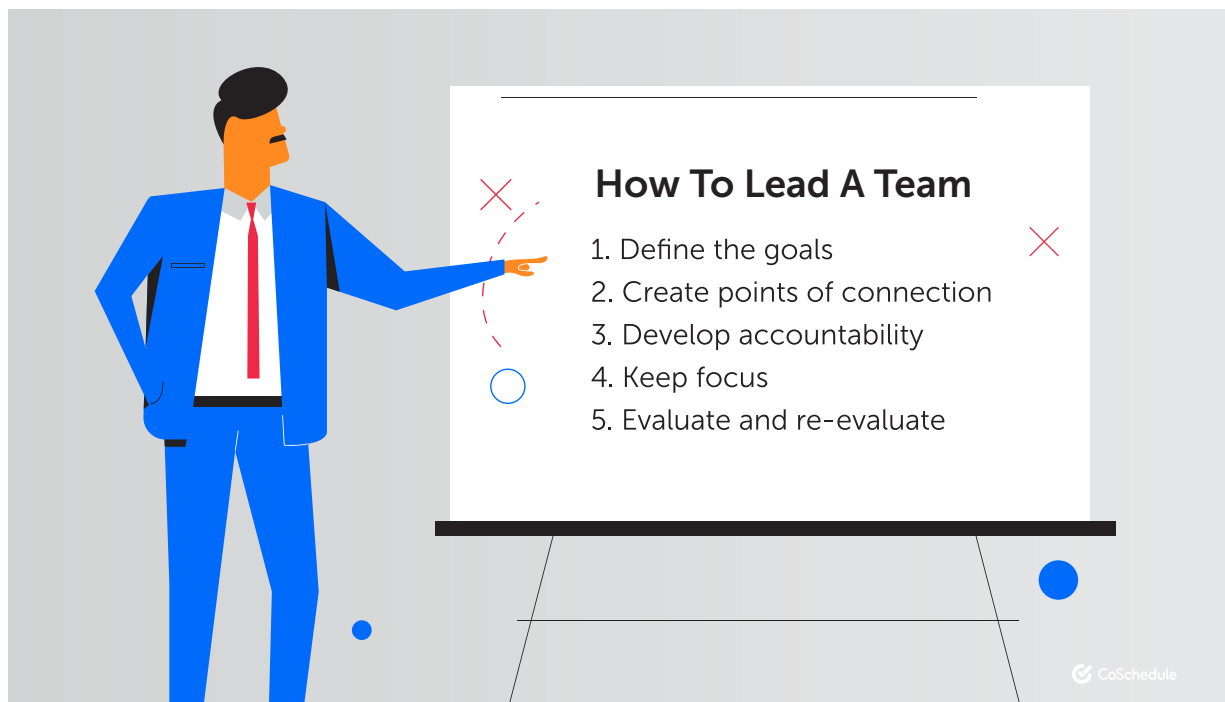 How To Lead A Team
1. Define the goals
2. Create points of connection
3. Develop accountability
4. Keep focus
5. Evaluate and re-evaluate
CoSchedule